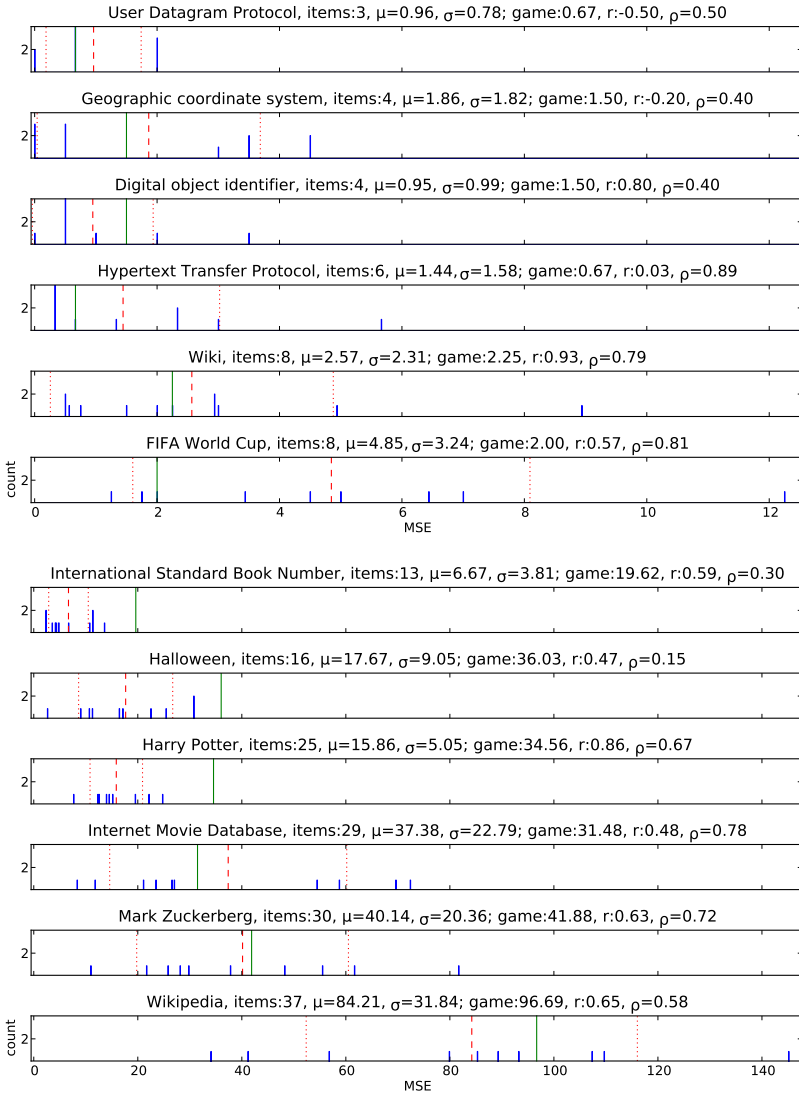 User Datagram Protocol, items:3, μ=0.96, σ=0.78; game:0.67, r:-0.50, ρ=0.50
2
Geographic coordinate system, items:4, μ=1.86, σ=1.82; game:1.50, r:-0.20, ρ=0.40
2
Digital object identifier, items:4, μ=0.95, σ=0.99; game:1.50, r:0.80, ρ=0.40
2
Hypertext Transfer Protocol, items:6, μ=1.44, σ=1.58; game:0.67, r:0.03, ρ=0.89
2
Wiki, items:8, μ=2.57, σ=2.31; game:2.25, r:0.93, ρ=0.79
2
FIFA World Cup, items:8, μ=4.85, σ=3.24; game:2.00, r:0.57, ρ=0.81
count
2
0 2 4 6 8 10 12
MSE
International Standard Book Number, items:13, μ=6.67, σ=3.81; game:19.62, r:0.59, ρ=0.30
2
Halloween, items:16, μ=17.67, σ=9.05; game:36.03, r:0.47, ρ=0.15
2
Harry Potter, items:25, μ=15.86, σ=5.05; game:34.56, r:0.86, ρ=0.67
2
Internet Movie Database, items:29, μ=37.38, σ=22.79; game:31.48, r:0.48, ρ=0.78
2
Mark Zuckerberg, items:30, μ=40.14, σ=20.36; game:41.88, r:0.63, ρ=0.72
2
Wikipedia, items:37, μ=84.21, σ=31.84; game:96.69, r:0.65, ρ=0.58
count
2
0 20 40 60 80 100 120 140
MSE